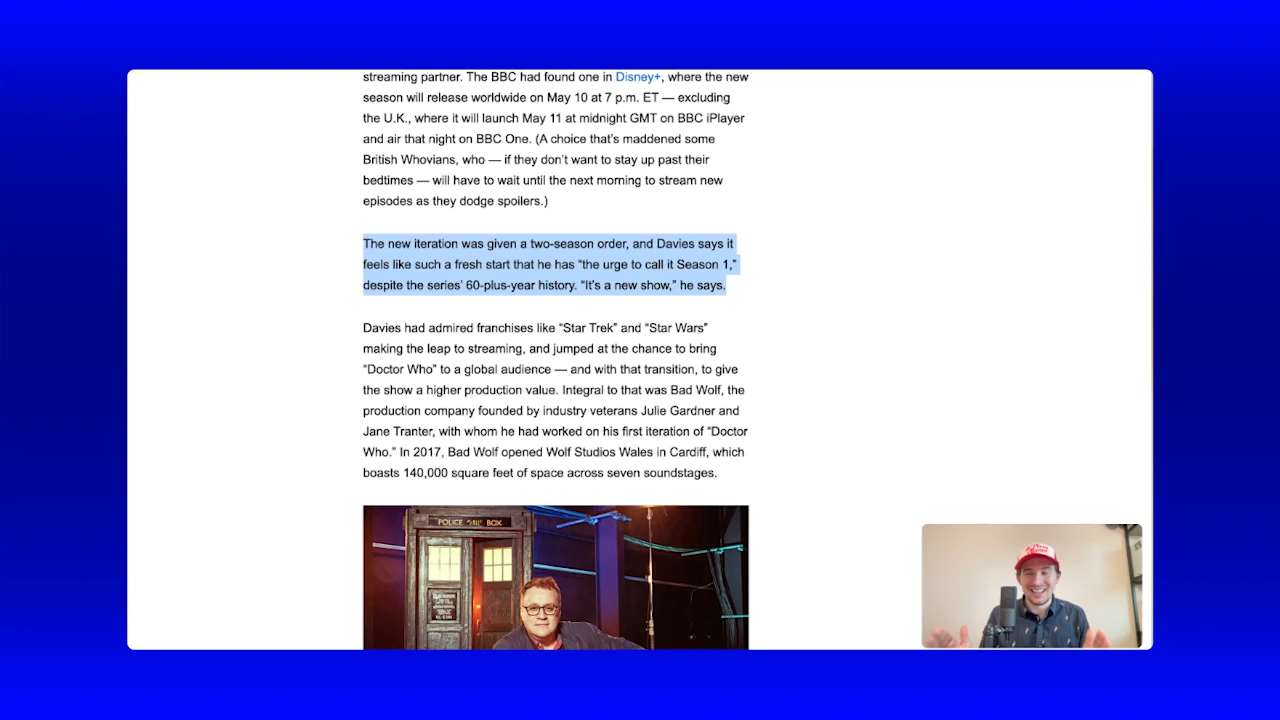 streaming partner. The BBC had found one in Disney+, where the new
season will release worldwide on May 10 at 7 p.m. ET — excluding
the U.K., where it will launch May 11 at midnight GMT on BBC iPlayer
and air that night on BBC One. (A choice that’s maddened some
British Whovians, who — if they don’t want to stay up past their
bedtimes — will have to wait until the next morning to stream new
episodes as they dodge spoilers.)
The new iteration was given a two-season order, and Davies says it
feels like such a fresh start that he has “the urge to call it Season 1,”
despite the series’ 60-plus-year history. “It’s a new show,” he says.
Davies had admired franchises like “Star Trek” and “Star Wars”
making the leap to streaming, and jumped at the chance to bring
“Doctor Who” to a global audience — and with that transition, to give
the show a higher production value. Integral to that was Bad Wolf, the
production company founded by industry veterans Julie Gardner and
Jane Tranter, with whom he had worked on his first iteration of “Doctor
Who.” In 2017, Bad Wolf opened Wolf Studios Wales in Cardiff, which
boasts 140,000 square feet of space across seven soundstages.
POLICE BOX